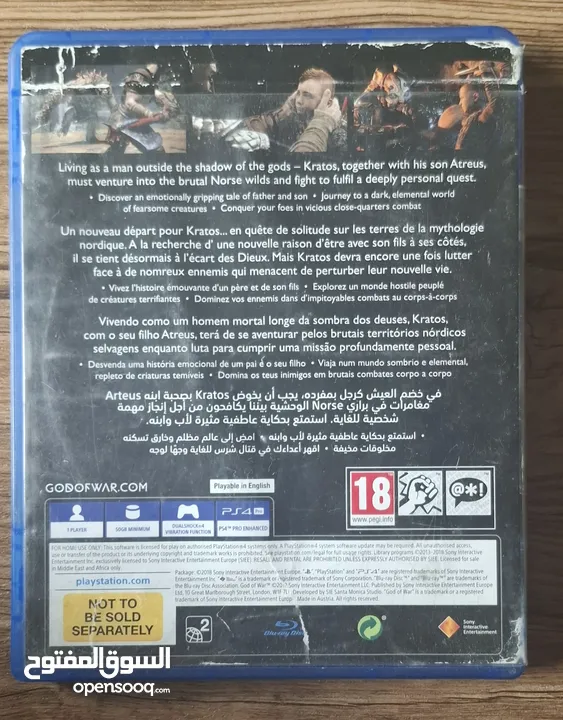 Living as a man outside the shadow of the gods – Kratos, together with his son Atreus,
must venture into the brutal Norse wilds and fight to fulfil a deeply personal quest.
• Discover an emotionally gripping tale of father and son • Journey to a dark, elemental world
of fearsome creatures • Conquer your foes in vicious close-quarters combat
Un nouveau départ pour Kratos... en quête de solitude sur les terres de la mythologie
nordique. A la recherche d' une nouvelle raison d'être avec son fils à ses côtés,
il se tient désormais à l'écart des Dieux. Mais Kratos devra encore une fois lutter
face à de nomreux ennemis qui menacent de perturber leur nouvelle vie.
• Vivez l'histoire émouvante d'un père et de son fils • Explorez un monde hostile peuplé
de créatures terrifiantes • Dominez vos ennemis dans d'impitoyables combats au corps-à-corps
Vivendo como um homem mortal longe da sombra dos deuses, Kratos,
com o seu filho Atreus, terá de se aventurar pelos brutais territórios nórdicos
selvagens enquanto luta para cumprir uma missão profundamente pessoal.
• Desvenda uma história emocional de um pai e o seu filho • Viaja num mundo sombrio e elemental,
repleto de criaturas temíveis • Domina os teus inimigos em brutais combates corpo a corpo
في خضم العيش كرجل بمفرده، يجب أن يخوض Kratos بصحبة ابنه Arteus
مغامرات في براري Norse الوحشية بيننا يكافحون من أجل إنجاز مهمة
شخصية للغاية. استمتع بحكاية عاطفية مثيرة لأب وابنه.
• استمتع بحكاية عاطفية مثيرة لأب وابنه • امض إلى عالم مظلم وخارق تسكنه
مخلوقات مخيفة • اقهر أعداءك في قتال شرس للغاية وجهًا لوجه
GODOFWAR.COM
Playable in English
1 PLAYER
50GB MINIMUM
DUALSHOCK®4
VIBRATION FUNCTION
PS4 Pro
PS4™ PRO ENHANCED
18
www.pegi.info
@*!
playstation.com
NOT TO
BE SOLD
SEPARATELY
2
Blu-ray Disc
Sony
Interactive
Entertainment
السوق المفتوح
opensooq.com